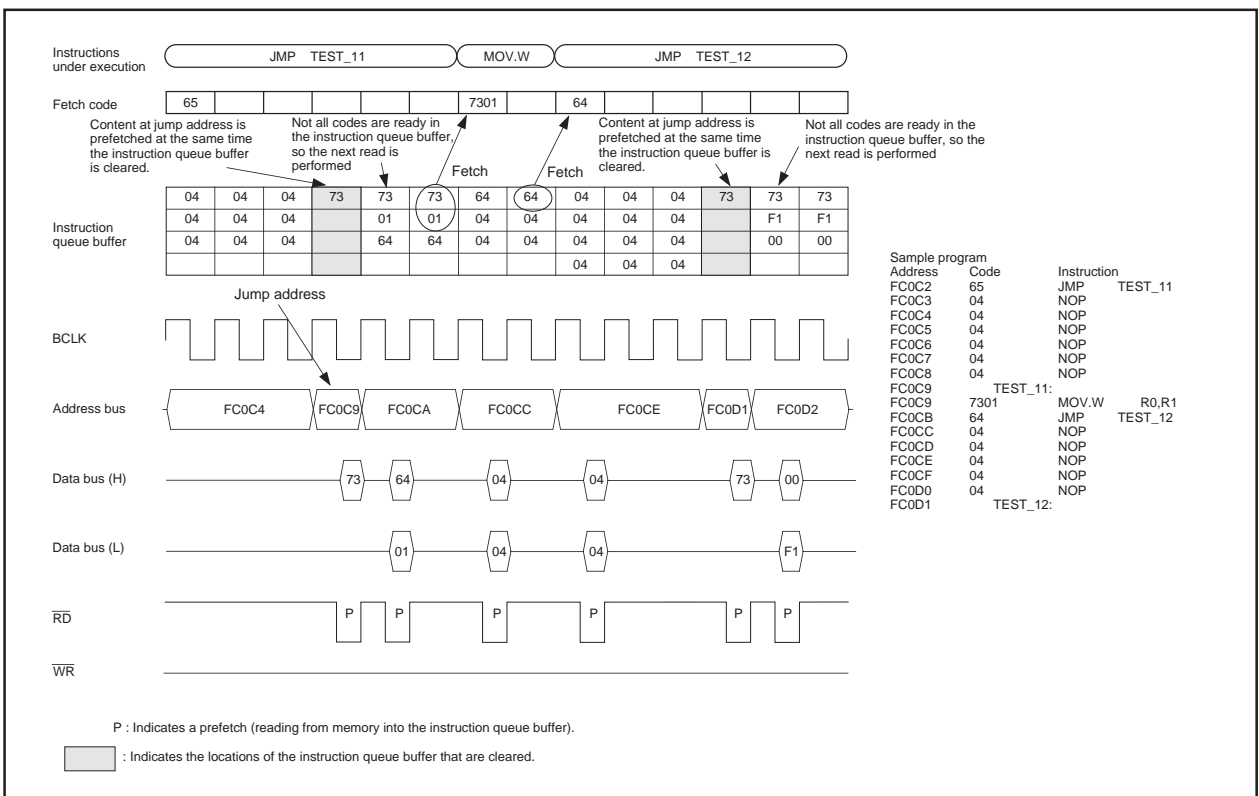 Instructions
under execution
JMP TEST_11
MOV.W
JMP TEST_12
Fetch code
65
7301
64
Content at jump address is
prefetched at the same time
the instruction queue buffer
is cleared.
Not all codes are ready in
the instruction queue buffer,
so the next read is
performed
Fetch
Fetch
Content at jump address is
prefetched at the same time
the instruction queue buffer is
cleared.
Not all codes are ready in the
instruction queue buffer, so the
next read is performed
Instruction
queue buffer
04 04 04 73 73 73 64 64 04 04 04 73 73 73
04 04 04 01 01 04 04 04 04 04 F1 F1
04 04 04 64 64 04 04 04 04 04 00 00
04 04 04
Jump address
BCLK
Address bus
FC0C4 FC0C9 FC0CA FC0CC FC0CE FC0D1 FC0D2
Data bus (H)
73 64 04 04 73 00
Data bus (L)
01 04 04 F1
RD
P P P P P P
WR
Sample program
Address Code Instruction
FC0C2 65 JMP TEST_11
FC0C3 04 NOP
FC0C4 04 NOP
FC0C5 04 NOP
FC0C6 04 NOP
FC0C7 04 NOP
FC0C8 04 NOP
FC0C9 TEST_11:
FC0C9 7301 MOV.W R0,R1
FC0CB 64 JMP TEST_12
FC0CC 04 NOP
FC0CD 04 NOP
FC0CE 04 NOP
FC0CF 04 NOP
FC0D0 04 NOP
FC0D1 TEST_12:
P : Indicates a prefetch (reading from memory into the instruction queue buffer).
: Indicates the locations of the instruction queue buffer that are cleared.